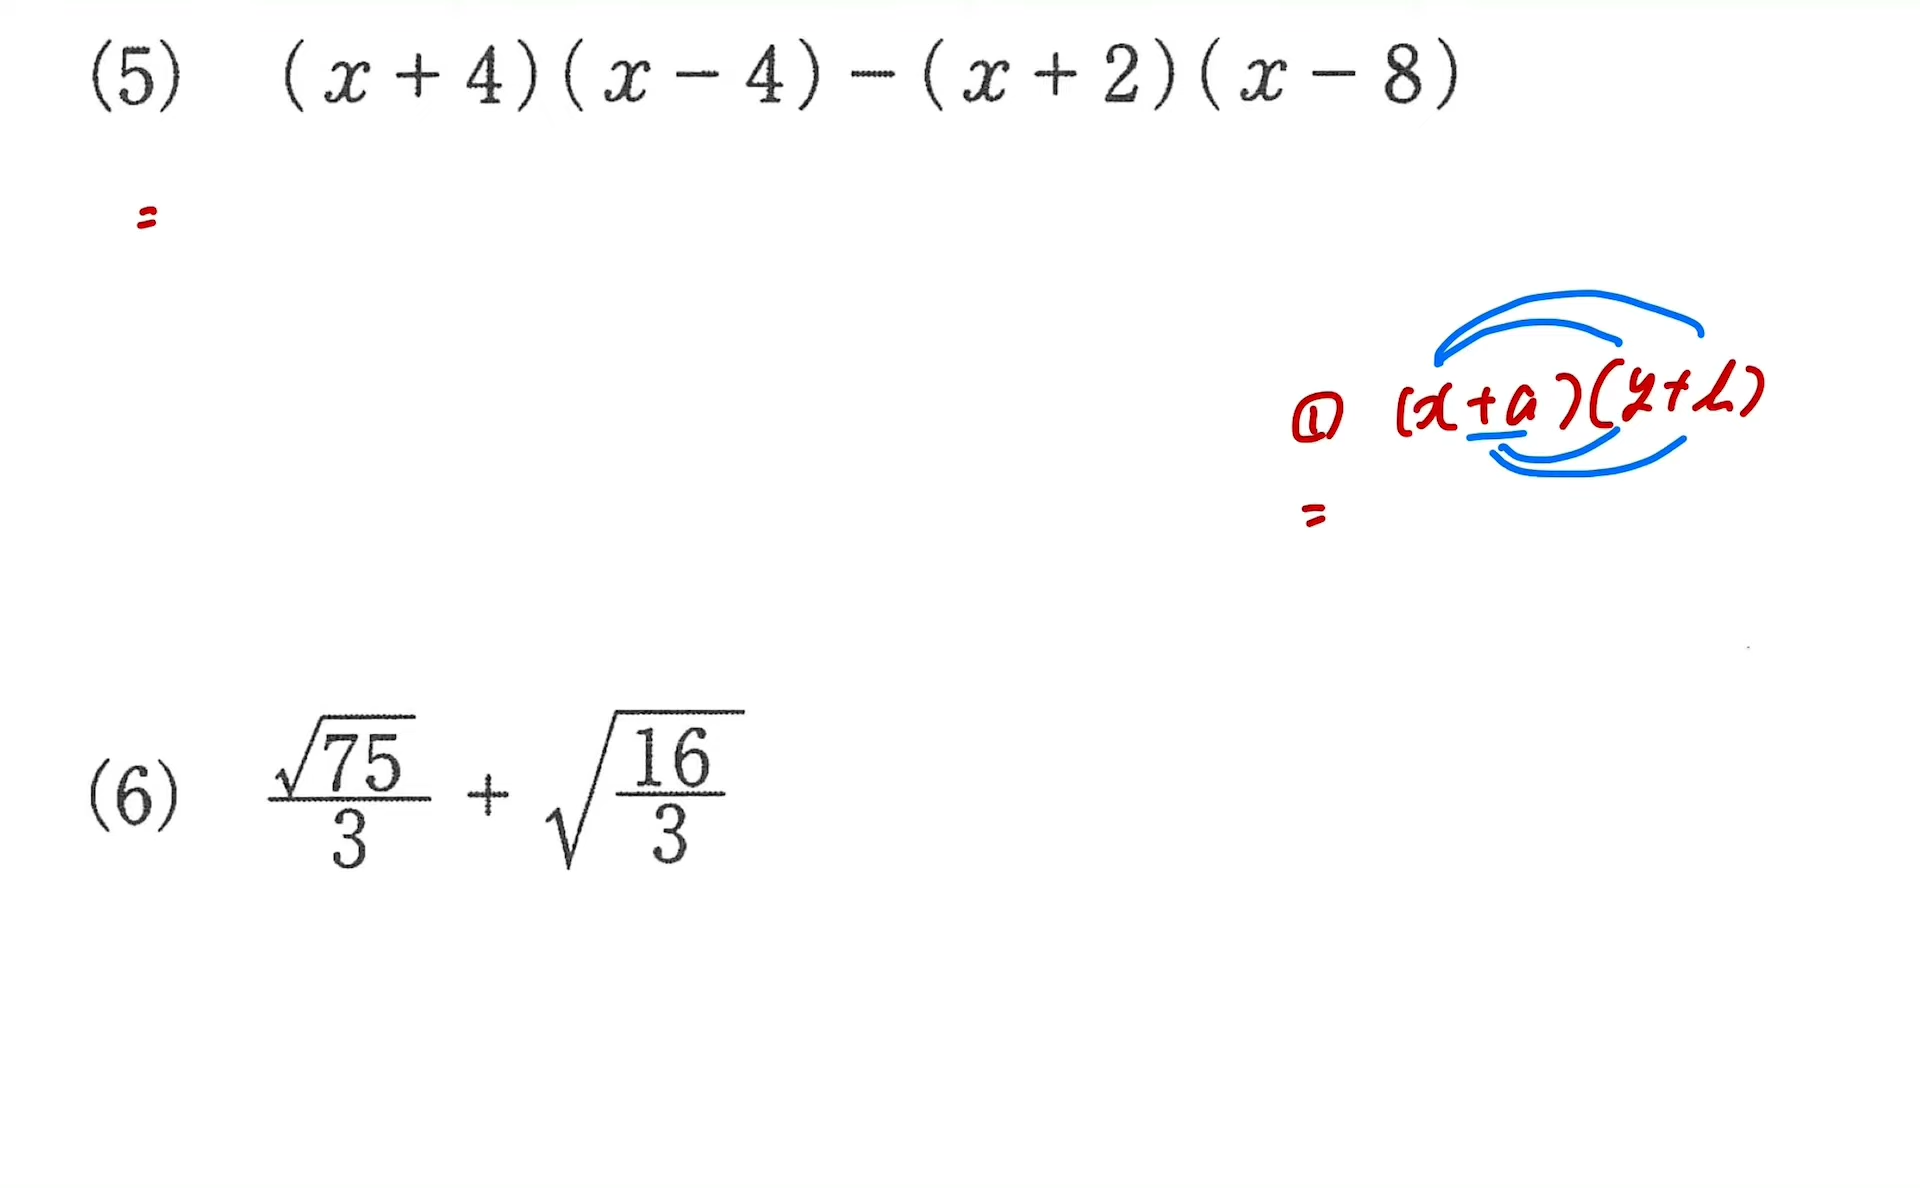 (5) (x+4)(x-4)-(x+2)(x-8)
=
① (x+a)(y+b)
=
(6) √75/3 + √(16/3)